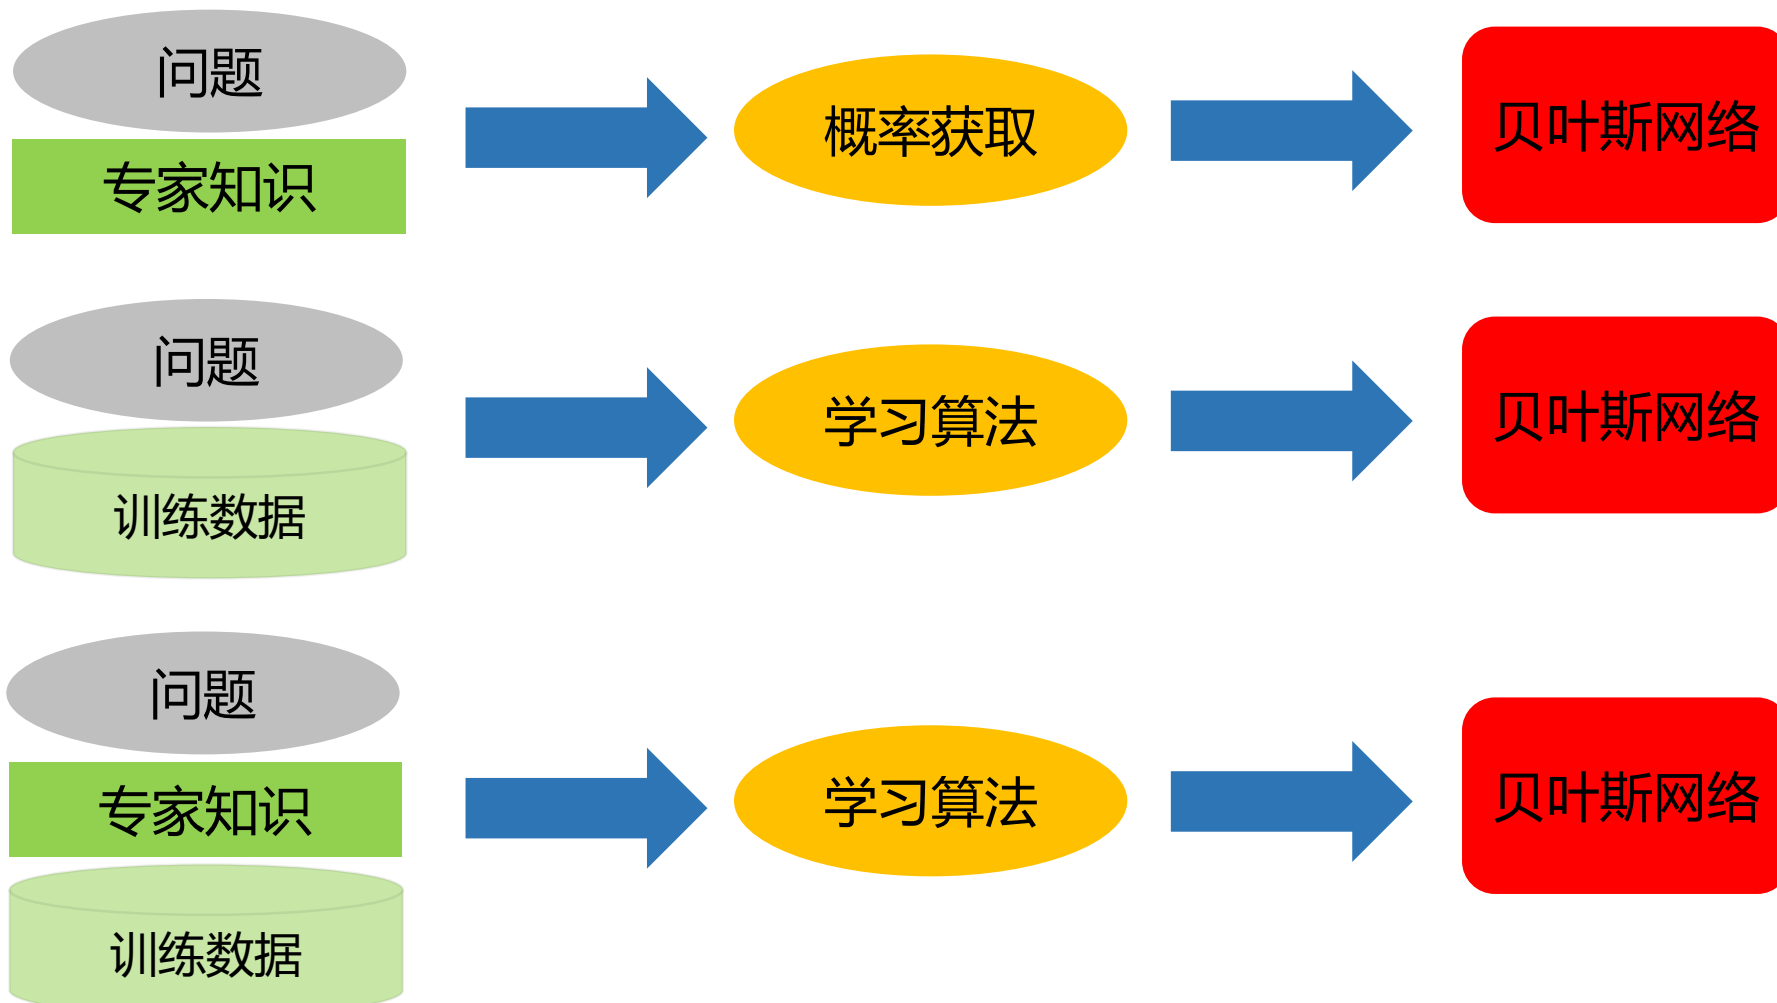 问题
专家知识
概率获取
贝叶斯网络
问题
训练数据
学习算法
贝叶斯网络
问题
专家知识
训练数据
学习算法
贝叶斯网络